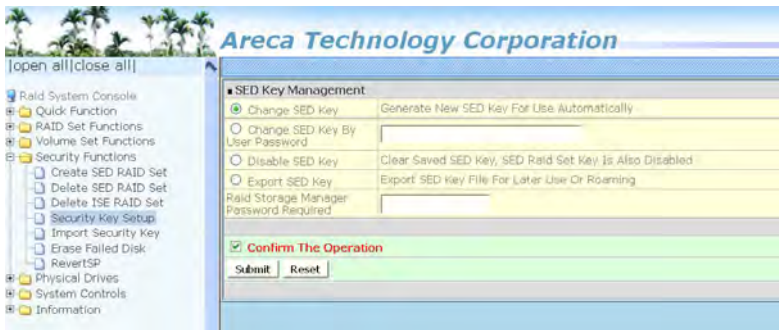 Areca Technology Corporation
|open all|close all|
Raid System Console
Quick Function
RAID Set Functions
Volume Set Functions
Security Functions
Create SED RAID Set
Delete SED RAID Set
Delete ISE RAID Set
Security Key Setup
Import Security Key
Erase Failed Disk
RevertSP
Physical Drives
System Controls
Information
SED Key Management
Change SED Key Generate New SED Key For Use Automatically
Change SED Key By
User Password
Disable SED Key Clear Saved SED Key, SED Raid Set Key Is Also Disabled
Export SED Key Export SED Key File For Later Use Or Roaming
Raid Storage Manager
Password Required
Confirm The Operation
Submit Reset